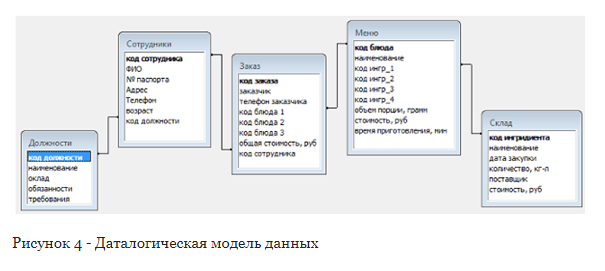 Должности
код должности
наименование
оклад
обязанности
требования
Сотрудники
код сотрудника
ФИО
№ паспорта
Адрес
Телефон
возраст
код должности
Заказ
код заказа
заказчик
телефон заказчика
код блюда 1
код блюда 2
код блюда 3
общая стоимость, руб
код сотрудника
Меню
код блюда
наименование
код ингр_1
код ингр_2
код ингр_3
код ингр_4
объем порции, грамм
стоимость, руб
время приготовления, мин
Склад
код ингридиента
наименование
дата закупки
количество, кг-л
поставщик
стоимость, руб
Рисунок 4 - Даталогическая модель данных